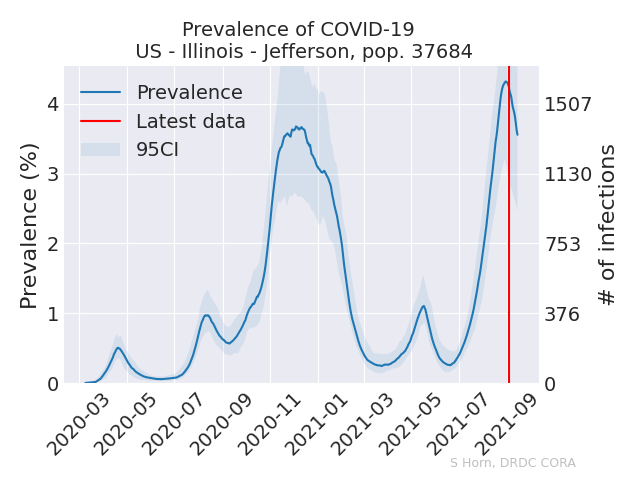 Prevalence of COVID-19
US - Illinois - Jefferson, pop. 37684
Prevalence
Latest data
95CI
Prevalence (%)
4
3
2
1
0
1507
1130
753
376
0
# of infections
2020-03
2020-05
2020-07
2020-09
2020-11
2021-01
2021-03
2021-05
2021-07
2021-09
S Horn, DRDC CORA